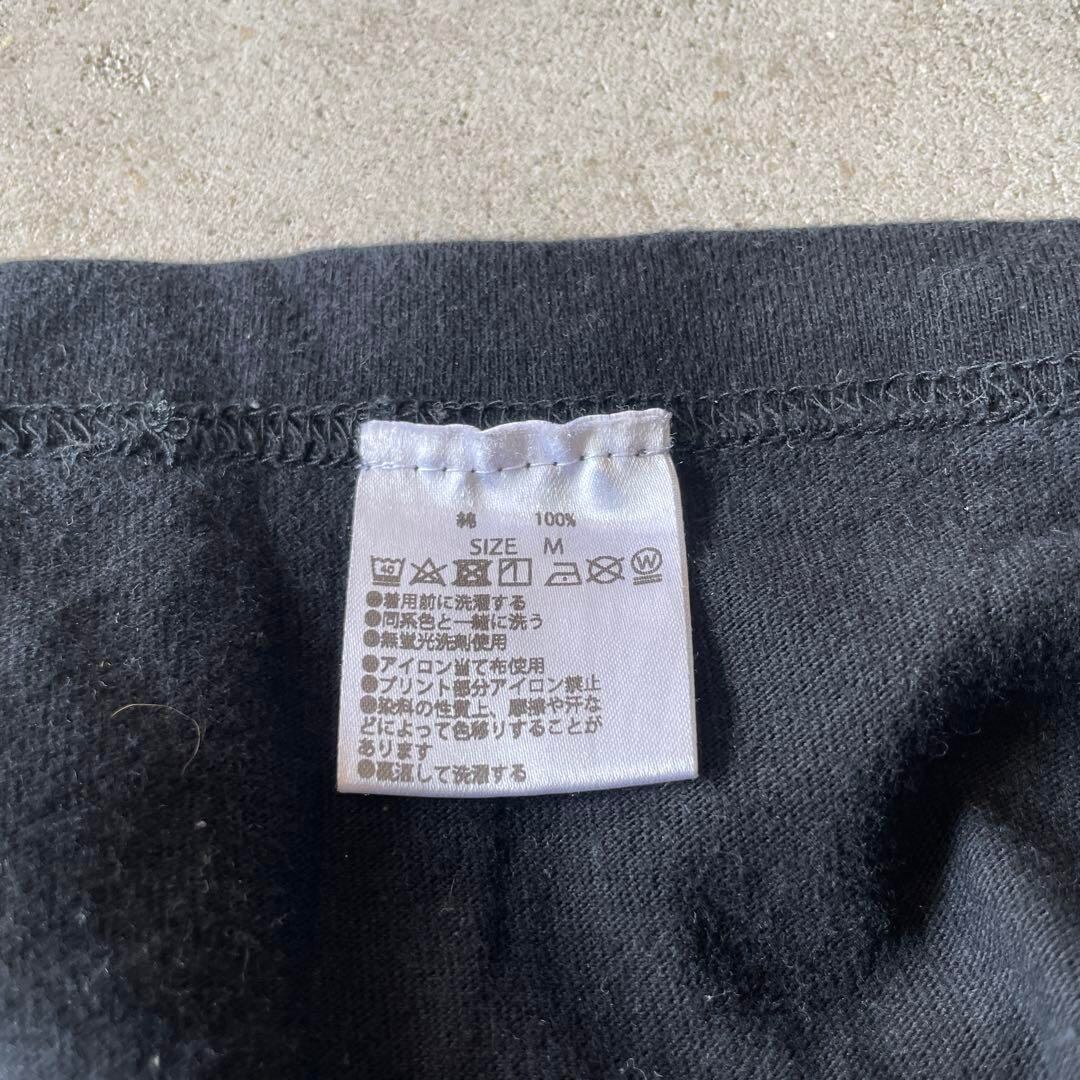 綿 100%
SIZE M
40 W
●着用前に洗濯する
●同系色と一緒に洗う
●無蛍光洗剤使用
●アイロン当て布使用
●プリント部分アイロン禁止
●染料の性質上、摩擦や汗な
どによって色移りすることが
あります
●裏返して洗濯する